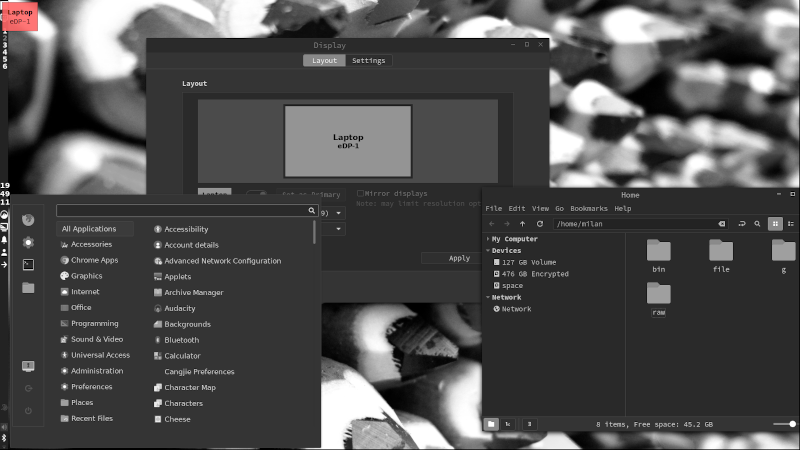 Laptop
eDP-1
1
2
3
4
5
6
19
49
11
Display
Layout
Settings
Layout
Laptop
eDP-1
Laptop
Set as Primary
Mirror displays
Note: may limit resolution opt
9)
Apply
All Applications
Accessories
Chrome Apps
Graphics
Internet
Office
Programming
Sound & Video
Universal Access
Administration
Preferences
Places
Recent Files
Accessibility
Account details
Advanced Network Configuration
Applets
Archive Manager
Audacity
Backgrounds
Bluetooth
Calculator
Cangjie Preferences
Character Map
Characters
Cheese
Home
File Edit View Go Bookmarks Help
/home/milan
My Computer
Devices
127 GB Volume
476 GB Encrypted
space
Network
Network
bin
file
g
raw
8 items, Free space: 45.2 GB